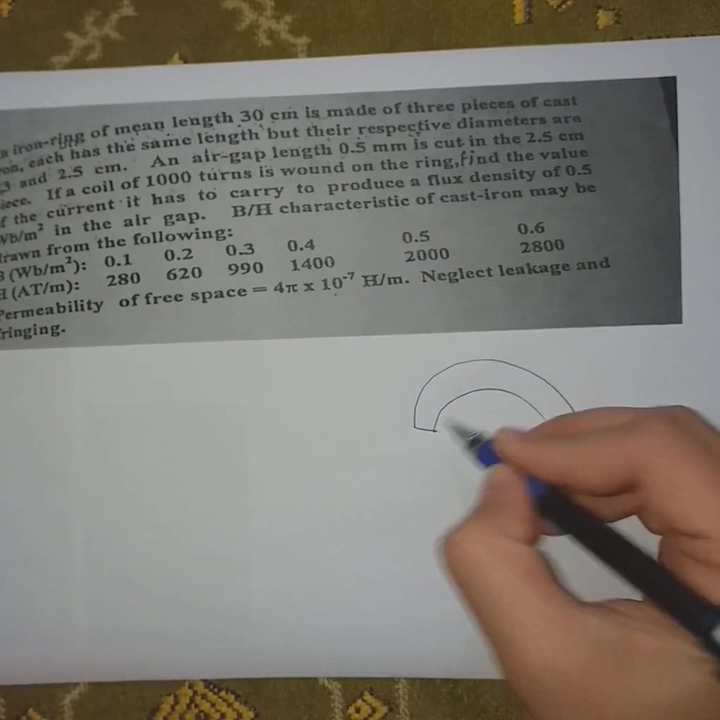 iron-ring of mean length 30 cm is made of three pieces of cast
each has the same length but their respective diameters are
3 and 2.5 cm. An air-gap length 0.5 mm is cut in the 2.5 cm
If a coil of 1000 turns is wound on the ring, find the value
the current it has to carry to produce a flux density of 0.5
Wb/m² in the air gap. B/H characteristic of cast-iron may be
drawn from the following:
B (Wb/m²): 0.1 0.2 0.3 0.4 0.5 0.6
H (AT/m): 280 620 990 1400 2000 2800
Permeability of free space = 4π x 10⁻⁷ H/m. Neglect leakage and
fringing.